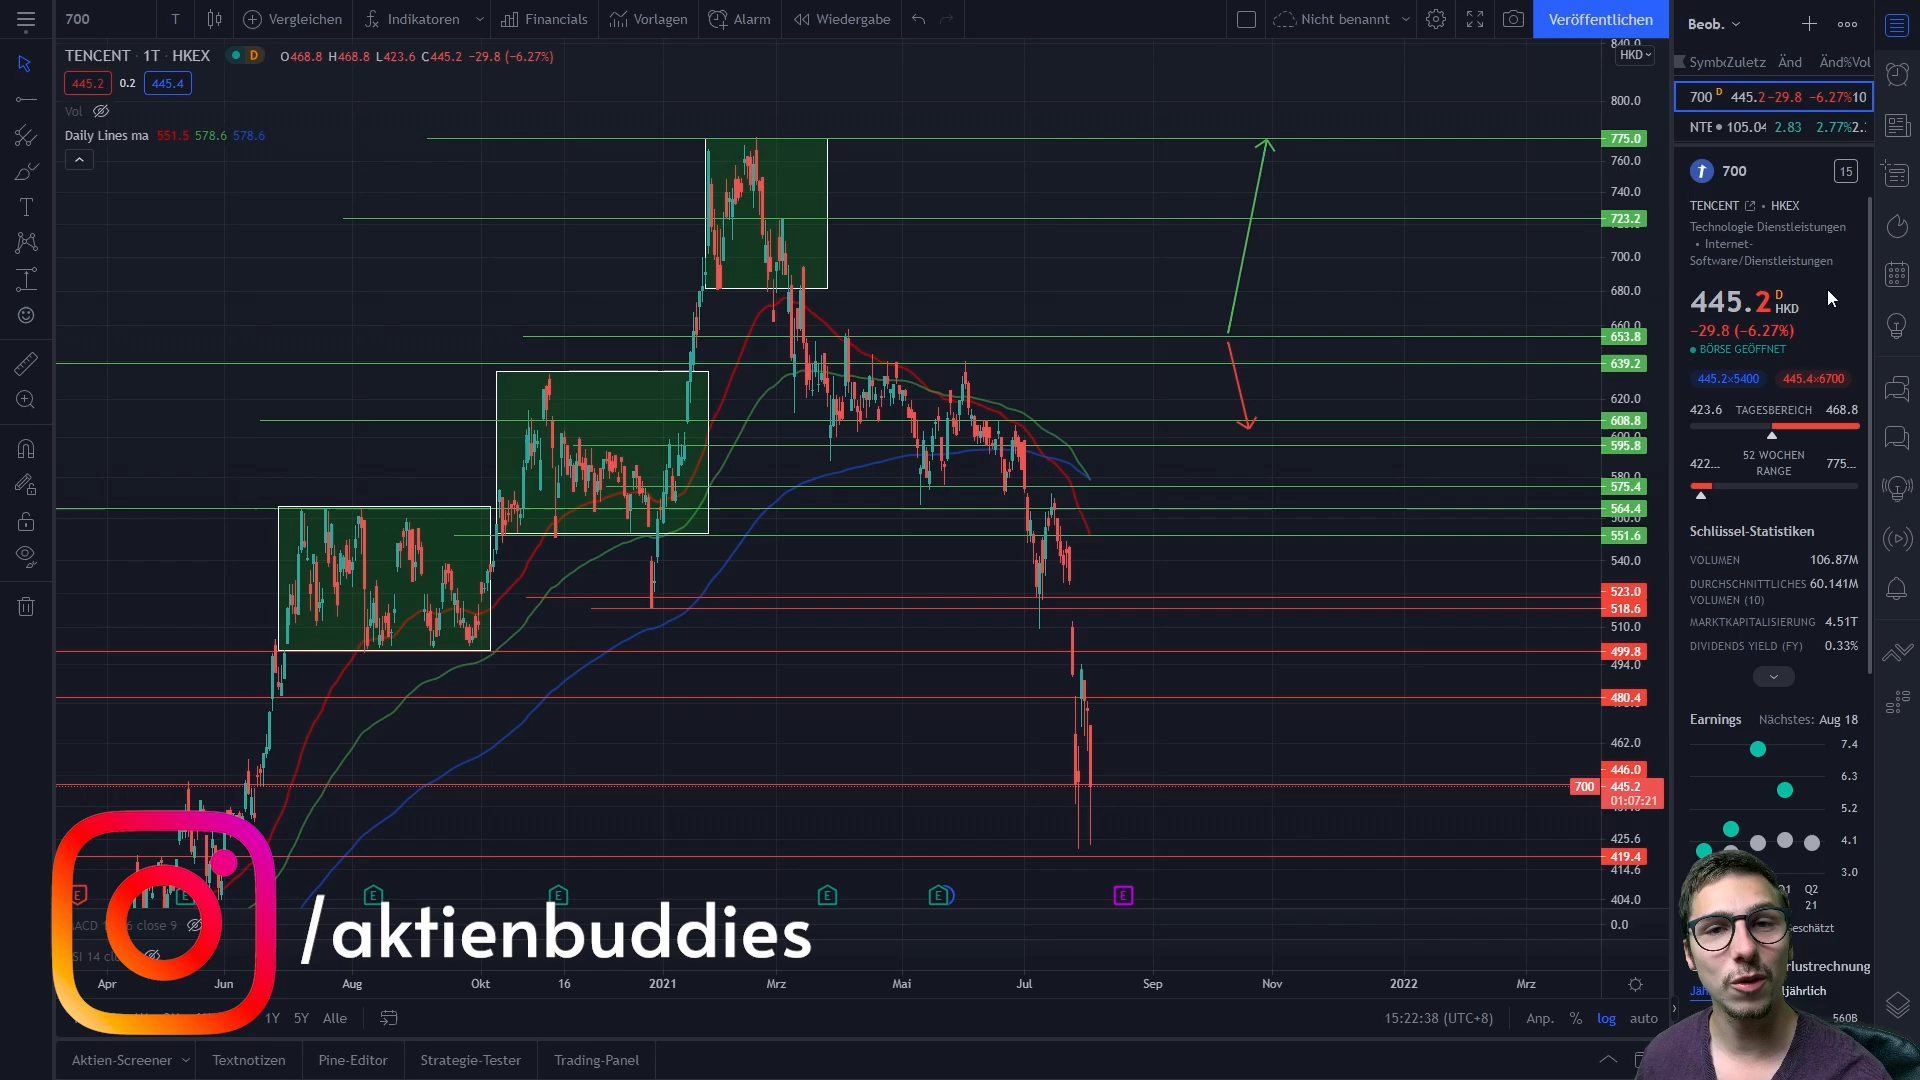 700 T Vergleichen Indikatoren Financials Vorlagen Alarm Wiedergabe Nicht benannt Veröffentlichen Beob.
TENCENT · 1T · HKEX D O468.8 H468.8 L423.6 C445.2 −29.8 (−6.27%)
445.2 0.2 445.4
Vol
Daily Lines ma 551.5 578.6 578.6
HKD
800.0
775.0
760.0
740.0
723.2
700.0
680.0
660.0
653.8
639.2
620.0
608.8
600.0
595.8
580.0
575.4
564.4
560.0
551.6
540.0
523.0
518.6
510.0
499.8
494.0
480.4
462.0
446.0
700 445.2
01:07:21
425.6
419.4
414.6
404.0
0.0
E E E E E E E
/aktienbuddies
Apr Jun Aug Okt 16 2021 Mrz Mai Jul Sep Nov 2022 Mrz
1Y 5Y Alle 15:22:38 (UTC+8) Anp. % log auto
Aktien-Screener Textnotizen Pine-Editor Strategie-Tester Trading-Panel
Zuletz Änd Änd% Vol
700 D 445.2 −29.8 −6.27% 10
NTE 105.04 2.83 2.77% 2.
700 15
TENCENT • HKEX
Technologie Dienstleistungen
• Internet-
Software/Dienstleistungen
445.2 D HKD
−29.8 (−6.27%)
BÖRSE GEÖFFNET
445.2×5400 445.4×6700
423.6 TAGESBEREICH 468.8
422... 52 WOCHEN RANGE 775...
Schlüssel-Statistiken
VOLUMEN 106.87M
DURCHSCHNITTLICHES VOLUMEN (10) 60.141M
MARKTKAPITALISIERUNG 4.51T
DIVIDENDS YIELD (FY) 0.33%
Earnings Nächstes: Aug 18
7.4
6.3
5.2
4.1
3.0
Q1 Q2
21
eschätzt
lustrechnung
ljährlich
560B